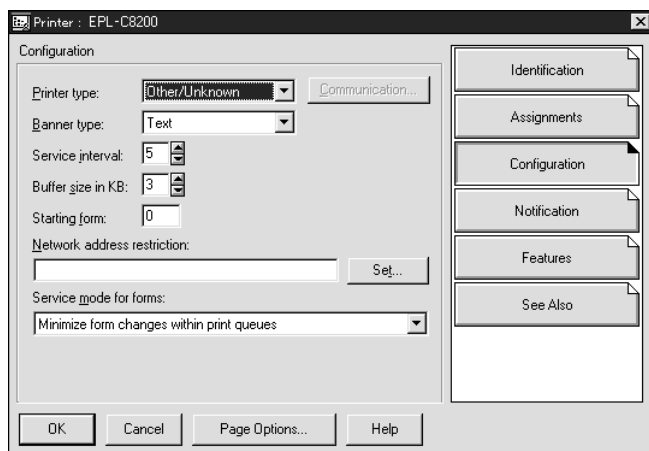 Printer : EPL-C8200
Configuration
Printer type: Other/Unknown Communication...
Banner type: Text
Service interval: 5
Buffer size in KB: 3
Starting form: 0
Network address restriction:
Set...
Service mode for forms:
Minimize form changes within print queues
Identification
Assignments
Configuration
Notification
Features
See Also
OK Cancel Page Options... Help